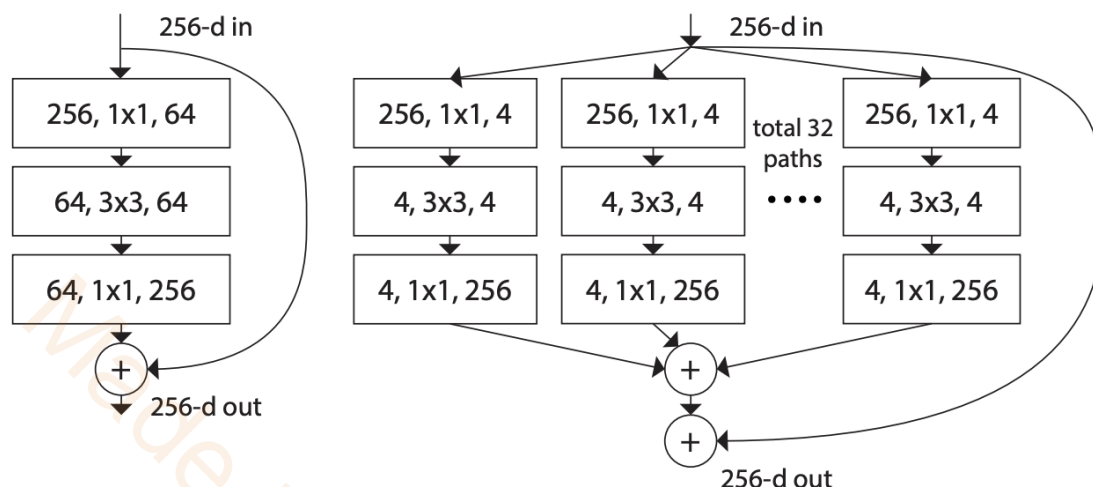 256-d in
256, 1x1, 64
64, 3x3, 64
64, 1x1, 256
+
256-d out
256-d in
256, 1x1, 4
256, 1x1, 4
total 32
paths
256, 1x1, 4
4, 3x3, 4
4, 3x3, 4
....
4, 3x3, 4
4, 1x1, 256
4, 1x1, 256
4, 1x1, 256
+
+
256-d out
Made